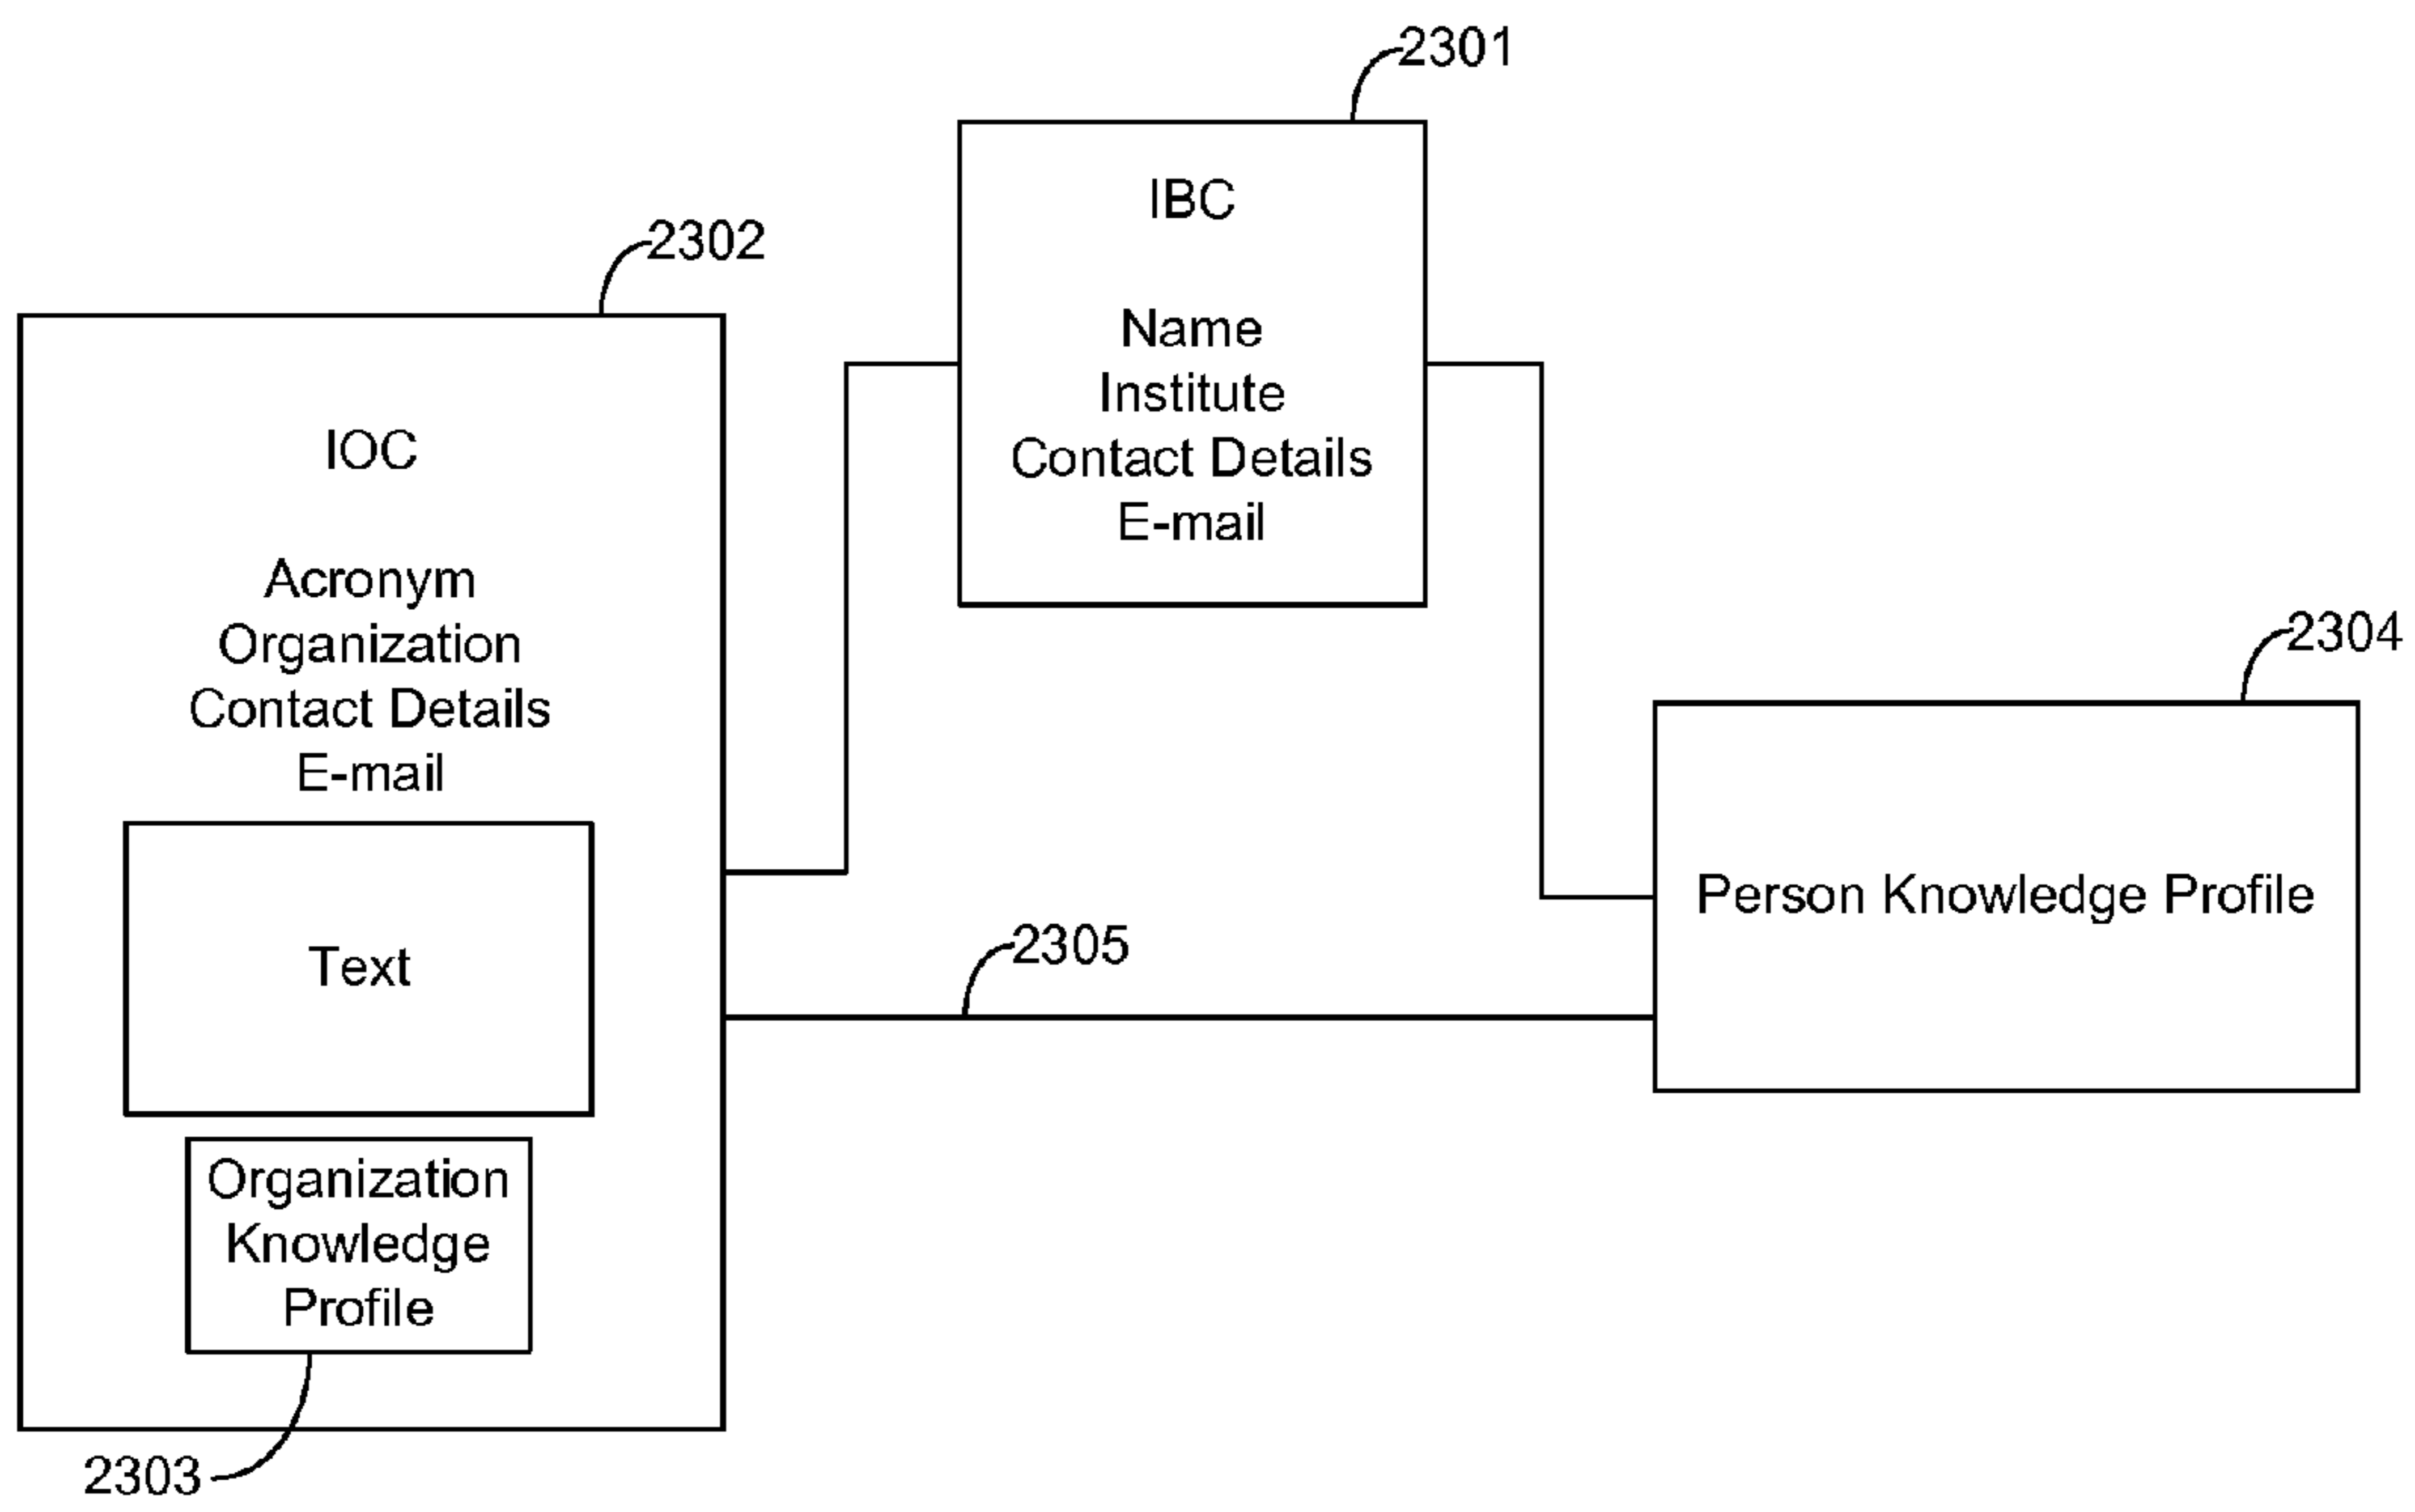 2301
IBC
Name
Institute
Contact Details
E-mail
2302
IOC
Acronym
Organization
Contact Details
E-mail
Text
Organization
Knowledge
Profile
2303
2304
Person Knowledge Profile
2305